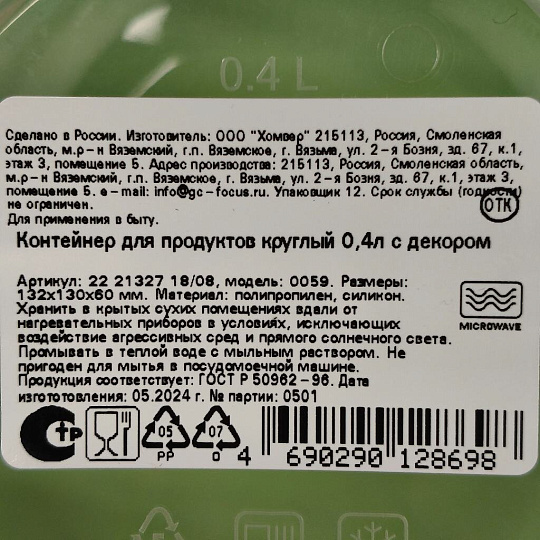 0.4 L
Сделано в России. Изготовитель: ООО "Хомвер" 215113, Россия, Смоленская
область, м.р-н Вяземский, г.п. Вяземское, г. Вязьма, ул. 2-я Бозня, зд. 67, к.1,
этаж 3, помещение 5. Адрес производства: 215113, Россия, Смоленская область,
м.р-н Вяземский, г.п. Вяземское, г. Вязьма, ул. 2-я Бозня, зд. 67, к.1, этаж 3,
помещение 5. e-mail: info@gc-focus.ru. Упаковщик 12. Срок службы (годности)
не ограничен.
ОТК
Для применения в быту.
Контейнер для продуктов круглый 0,4л с декором
Артикул: 22 21327 18/08, модель: 0059. Размеры:
132х130х60 мм. Материал: полипропилен, силикон.
Хранить в крытых сухих помещениях вдали от
нагревательных приборов в условиях, исключающих
воздействие агрессивных сред и прямого солнечного света.
Промывать в теплой воде с мыльным раствором. Не
пригоден для мытья в посудомоечной машине.
Продукция соответствует: ГОСТ Р 50962-96. Дата
изготовления: 05.2024 г. № партии: 0501
MICROWAVE
СТР
05
PP
07
O
4 690290 128698